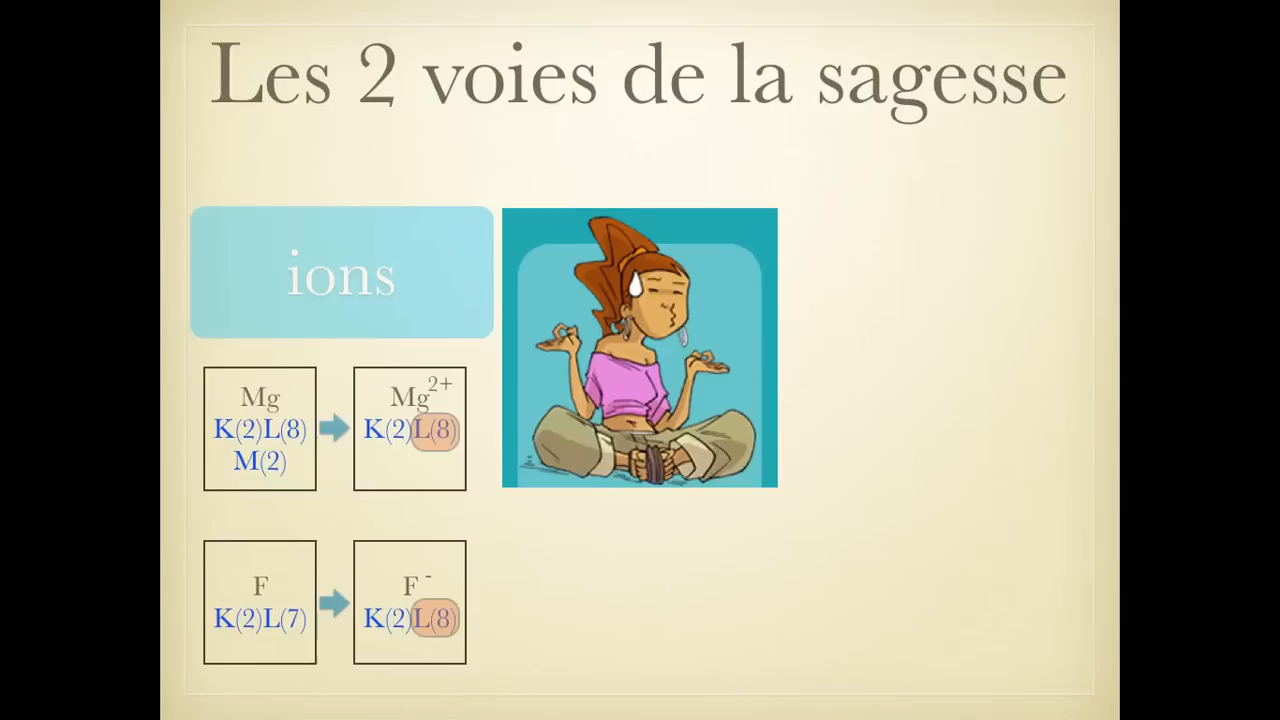 Les 2 voies de la sagesse
ions
Mg
K(2)L(8)
M(2)
Mg2+
K(2)L(8)
F
K(2)L(7)
F -
K(2)L(8)